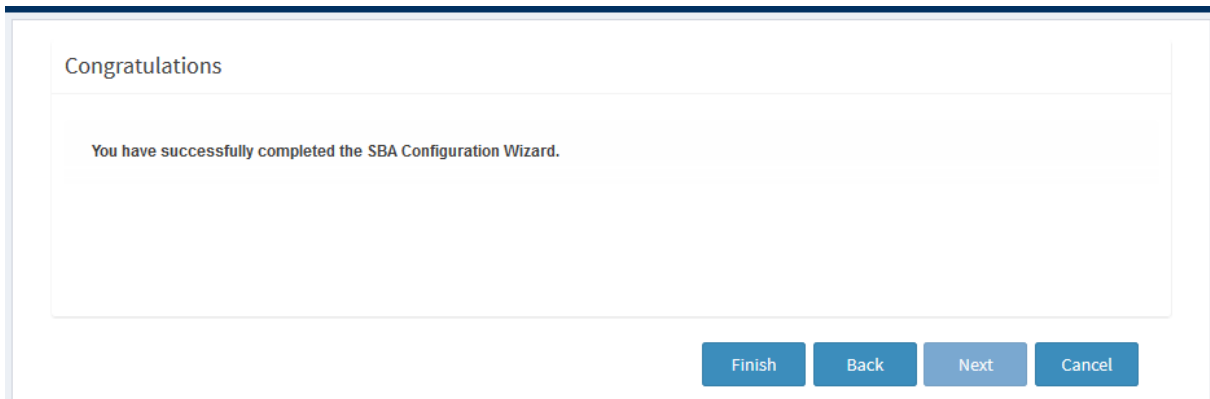 Congratulations
You have successfully completed the SBA Configuration Wizard.
Finish Back Next Cancel